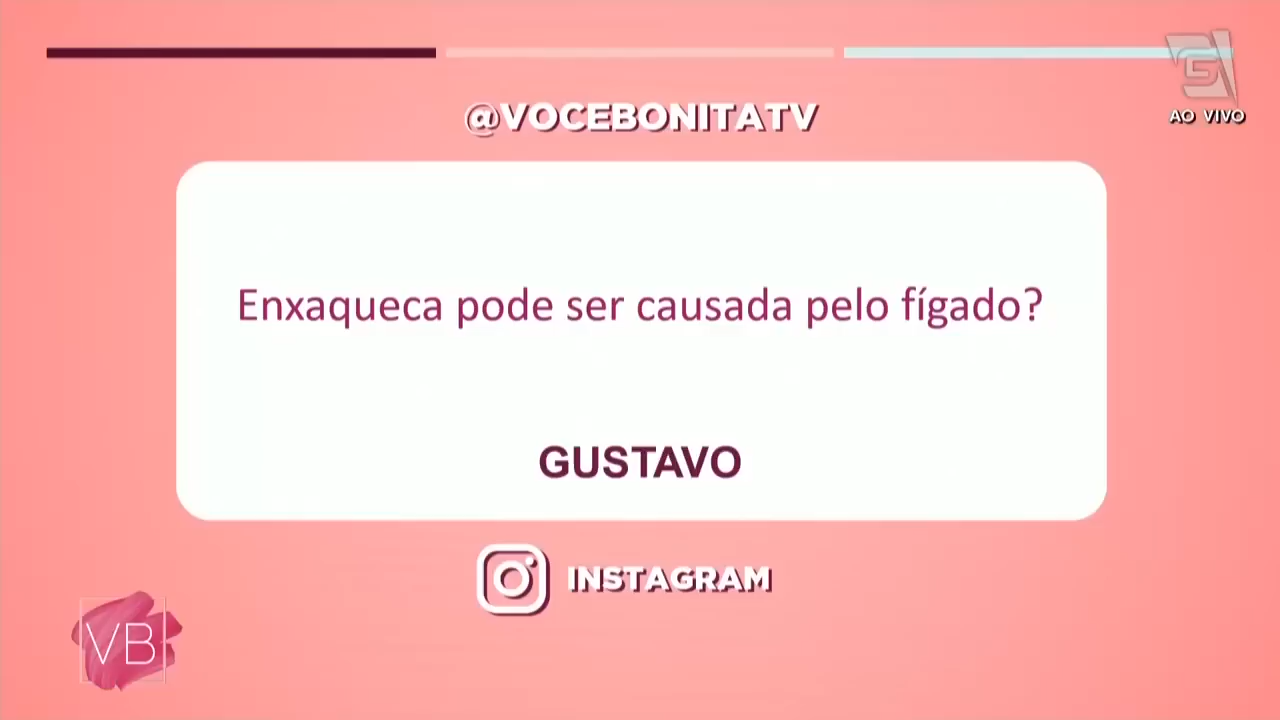 @VOCEBONITATV
G
AO VIVO
Enxaqueca pode ser causada pelo fígado?
GUSTAVO
INSTAGRAM
VB